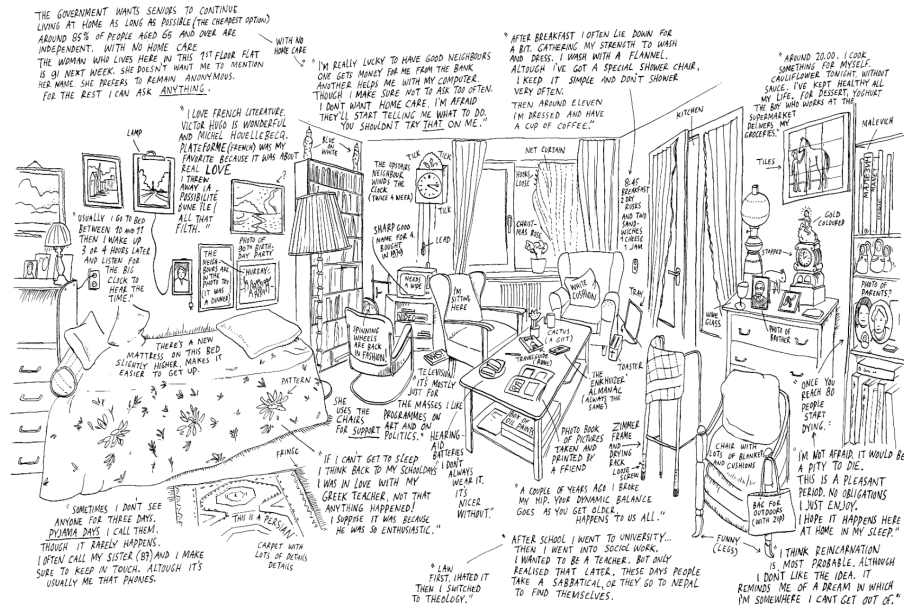 THE GOVERNMENT WANTS SENIORS TO CONTINUE
LIVING AT HOME AS LONG AS POSSIBLE (THE CHEAPEST OPTION)
AROUND 85% OF PEOPLE AGED 65 AND OVER ARE
INDEPENDENT. WITH NO HOME CARE
THE WOMAN WHO LIVES HERE IN THIS 1ST FLOOR FLAT
IS 91 NEXT WEEK. SHE DOESN'T WANT ME TO MENTION
HER NAME. SHE PREFERS TO REMAIN ANONYMOUS.
FOR THE REST I CAN ASK ANYTHING.
WITH NO
HOME CARE
"I'M REALLY LUCKY TO HAVE GOOD NEIGHBOURS
ONE GETS MONEY FOR ME FROM THE BANK
ANOTHER HELPS ME WITH MY COMPUTER.
THOUGH I MAKE SURE NOT TO ASK TOO OFTEN.
I DON'T WANT HOME CARE. I'M AFRAID
THEY'LL START TELLING ME WHAT TO DO.
YOU SHOULDN'T TRY THAT ON ME."
"AFTER BREAKFAST I OFTEN LIE DOWN FOR
A BIT. GATHERING MY STRENGTH TO WASH
AND DRESS. I WASH WITH A FLANNEL.
ALTHOUGH I'VE GOT A SPECIAL SHOWER CHAIR,
I KEEP IT SIMPLE AND DON'T SHOWER
VERY OFTEN.
THEN AROUND ELEVEN
I'M DRESSED AND HAVE
A CUP OF COFFEE."
KITCHEN
"AROUND 20.00. I COOK
SOMETHING FOR MYSELF.
CAULIFLOWER TONIGHT. WITHOUT
SAUCE. I'VE KEPT HEALTHY ALL
MY LIFE. FOR DESSERT, YOGHURT
THE BOY WHO WORKS AT THE
SUPERMARKET
DELIVERS MY
GROCERIES."
MALEVICH
"I LOVE FRENCH LITERATURE.
VICTOR HUGO IS WONDERFUL
AND MICHEL HOUELLEBECQ.
PLATEFORME (FRENCH) WAS MY
FAVORITE BECAUSE IT WAS ABOUT
REAL LOVE
I THREW
AWAY LA
POSSIBILITÉ
D'UNE ÎLE!
ALL THAT
FILTH."
LAMP
?
BLUE
ON
WHITE
TICK
TICK
TICK
THE UPSTAIRS
NEIGHBOUR
WINDS THE
CLOCK
(TWICE A WEEK)
LEAD
NET CURTAIN
HOOKS
LOOSE
CHRIST-
MAS ROSE
8:45
BREAKFAST
2 DRY
RUSKS
AND TWO
SAND-
WICHES
1 CHEESE
1 JAM
TILES
MANET
GOLD
COLOURED
STOPPED
"USUALLY I GO TO BED
BETWEEN 10 AND 11
THEN I WAKE UP
3 OR 4 HOURS LATER
AND LISTEN FOR
THE BIG
CLOCK TO
HEAR THE
TIME."
PHOTO OF
90TH BIRTH-
DAY PARTY
THE
NEIGH-
BOURS ARE
IN THE
PHOTO TOO
(IT WAS
A DINNER)
HURRAY:
SHARP GOOD
NAME FOR A
BOUGHT
IN 1979
NEEDS
A WIPE
VIDEO
I'M
SITTING
HERE
WHITE
CUSHION
TRAY
WINE
GLASS
PHOTO OF
BROTHER
PHOTO OF
PARENTS?
SPINNING
WHEELS
ARE BACK
IN FASHION
THERE'S A NEW
MATTRESS ON THIS BED
SLIGHTLY HIGHER, MAKES IT
EASIER TO GET UP.
PATTERN
FRINGE
CACTUS
(A GIFT)
TRAVELGUIDE
(ROME)
THE
ENKHUIZER
ALMANAC
(ALWAYS THE
SAME)
BOX
OF
OIL PAINTS
TOASTER
ZIMMER
FRAME
AND
DRYING
RACK
LOOSE
SCREW
SHE
USES THE
CHAIRS
FOR SUPPORT
TELEVISION:
"IT'S MOSTLY
JUST FOR
THE MASSES I LIKE
PROGRAMMES ON
ART AND ON
POLITICS."
HEARING-
AID
BATTERIES
"I DON'T
ALWAYS
WEAR IT.
IT'S
NICER
WITHOUT."
PHOTO BOOK
OF PICTURES
TAKEN AND
PRINTED BY
A FRIEND
"ONCE YOU
REACH 80
PEOPLE
START
DYING."
CHAIR WITH
LOTS OF BLANKETS
AND CUSHIONS
BAG FOR
OUTDOORS
(WITH ZIP)
FUNNY
(LEGS)
"I'M NOT AFRAID. IT WOULD BE
A PITY TO DIE.
THIS IS A PLEASANT
PERIOD. NO OBLIGATIONS
I JUST ENJOY.
I HOPE IT HAPPENS HERE
AT HOME IN MY SLEEP."
"IF I CAN'T GET TO SLEEP
I THINK BACK TO MY SCHOOLDAYS
I WAS IN LOVE WITH MY
GREEK TEACHER, NOT THAT
ANYTHING HAPPENED!
I SUPPOSE IT WAS BECAUSE
HE WAS SO ENTHUSIASTIC."
"A COUPLE OF YEARS AGO I BROKE
MY HIP. YOUR DYNAMIC BALANCE
GOES AS YOU GET OLDER.
HAPPENS TO US ALL."
"SOMETIMES I DON'T SEE
ANYONE FOR THREE DAYS.
PYJAMA DAYS I CALL THEM.
THOUGH IT RARELY HAPPENS.
I OFTEN CALL MY SISTER (87) AND I MAKE
SURE TO KEEP IN TOUCH. ALTHOUGH IT'S
USUALLY ME THAT PHONES.
THIS IS A PERSIAN
CARPET WITH
LOTS OF DETAILS
DETAILS
"AFTER SCHOOL I WENT TO UNIVERSITY...
THEN I WENT INTO SOCIAL WORK.
I WANTED TO BE A TEACHER. BUT ONLY
REALISED THAT LATER. THESE DAYS PEOPLE
TAKE A SABBATICAL, OR THEY GO TO NEPAL
TO FIND THEMSELVES.
"LAW
FIRST, I HATED IT
THEN I SWITCHED
TO THEOLOGY."
"I THINK REINCARNATION
IS MOST PROBABLE. ALTHOUGH
I DON'T LIKE THE IDEA. IT
REMINDS ME OF A DREAM IN WHICH
I'M SOMEWHERE I CAN'T GET OUT OF."